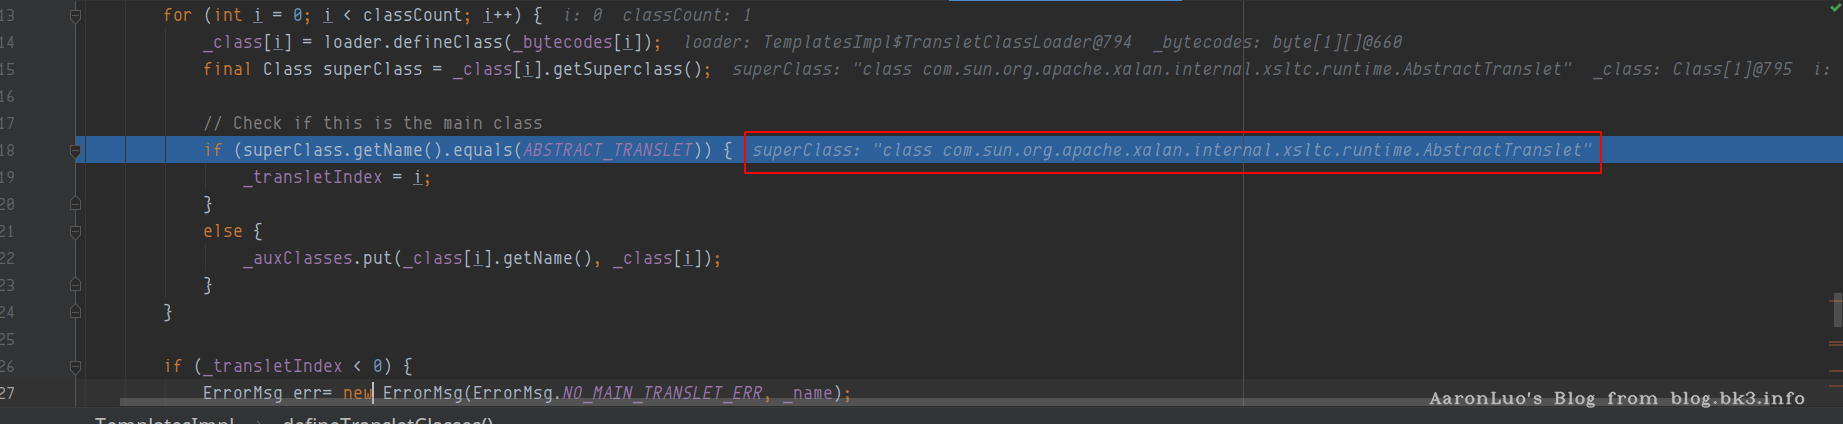 13 for (int i = 0; i < classCount; i++) { i: 0 classCount: 1
14 _class[i] = loader.defineClass(_bytecodes[i]); loader: TemplatesImpl$TransletClassLoader@794 _bytecodes: byte[1][]@660
15 final Class superClass = _class[i].getSuperclass(); superClass: "class com.sun.org.apache.xalan.internal.xsltc.runtime.AbstractTranslet" _class: Class[1]@795 i:
16
17 // Check if this is the main class
18 if (superClass.getName().equals(ABSTRACT_TRANSLET)) { superClass: "class com.sun.org.apache.xalan.internal.xsltc.runtime.AbstractTranslet"
19 _transletIndex = i;
20 }
21 else {
22 _auxClasses.put(_class[i].getName(), _class[i]);
23 }
24 }
25
26 if (_transletIndex < 0) {
27 ErrorMsg err= new ErrorMsg(ErrorMsg.NO_MAIN_TRANSLET_ERR, _name);
AaronLuo's Blog from blog.bk3.info
TemplatesImpl > defineTransletClasses()